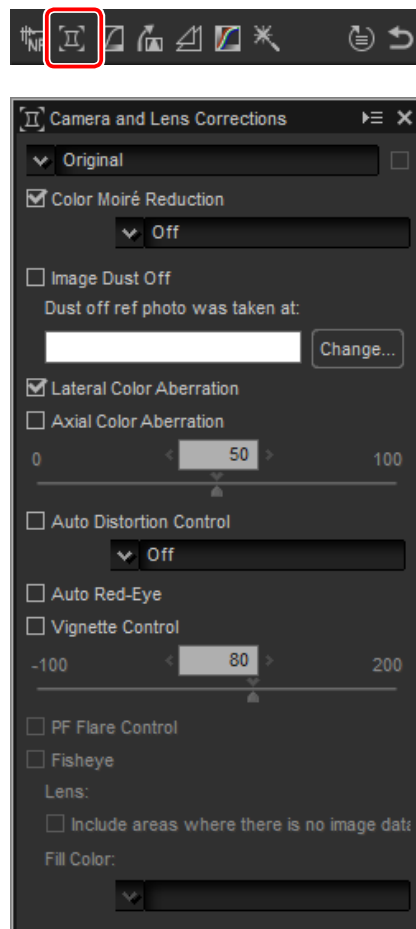 NR
Camera and Lens Corrections
Original
Color Moiré Reduction
Off
Image Dust Off
Dust off ref photo was taken at:
Change...
Lateral Color Aberration
Axial Color Aberration
0 50 100
Auto Distortion Control
Off
Auto Red-Eye
Vignette Control
-100 80 200
PF Flare Control
Fisheye
Lens:
Include areas where there is no image data
Fill Color: